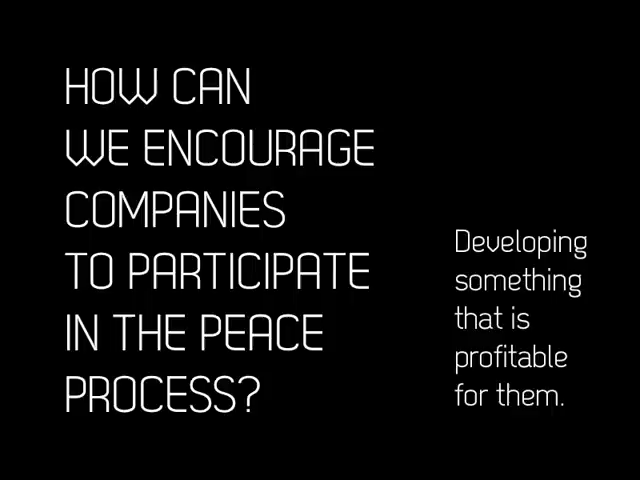 HOW CAN
WE ENCOURAGE
COMPANIES
TO PARTICIPATE
IN THE PEACE
PROCESS?
Developing
something
that is
profitable
for them.